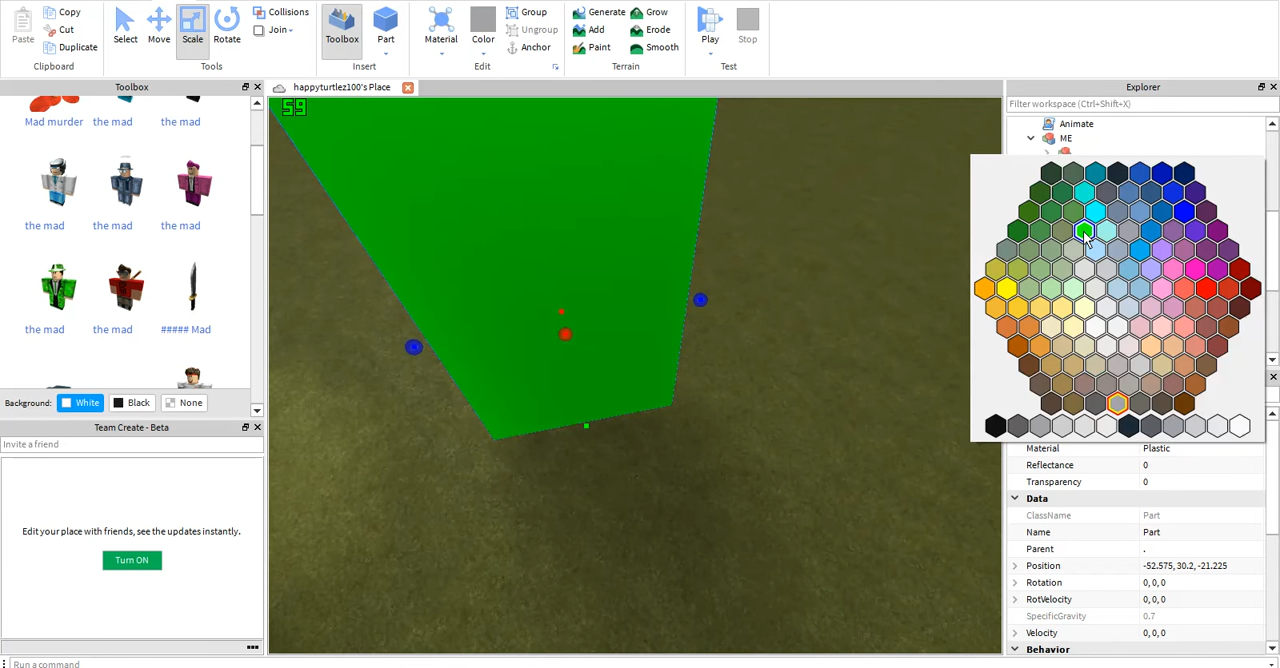 Copy
Collisions
Group
Generate
Grow
Cut
Join
Ungroup
Add
Erode
Paste
Duplicate
Select
Move
Scale
Rotate
Toolbox
Part
Material
Color
Anchor
Paint
Smooth
Play
Stop
Clipboard
Tools
Insert
Edit
Terrain
Test
Toolbox
happyturtlez100's Place
Explorer
59
Filter workspace (Ctrl+Shift+X)
Mad murder
the mad
the mad
Animate
ME
the mad
the mad
the mad
the mad
the mad
##### Mad
Background:
White
Black
None
Team Create - Beta
Invite a friend
Edit your place with friends, see the updates instantly.
Turn ON
Material Plastic
Reflectance 0
Transparency 0
Data
ClassName Part
Name Part
Parent .
Position -52.575, 30.2, -21.225
Rotation 0, 0, 0
RotVelocity 0, 0, 0
SpecificGravity 0.7
Velocity 0, 0, 0
Behavior
Run a command